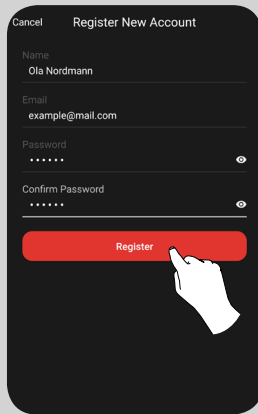 Cancel Register New Account
Name
Ola Nordmann
Email
example@mail.com
Password
••••••
Confirm Password
••••••
Register